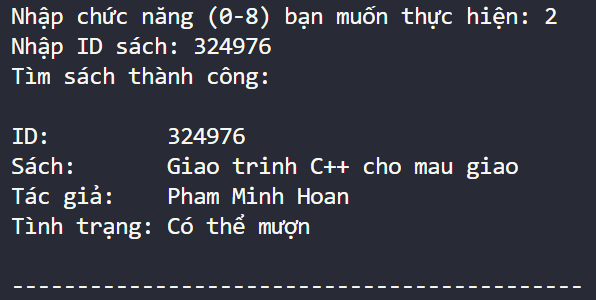 Nhập chức năng (0-8) bạn muốn thực hiện: 2
Nhập ID sách: 324976
Tìm sách thành công:
ID: 324976
Sách: Giao trinh C++ cho mau giao
Tác giả: Pham Minh Hoan
Tình trạng: Có thể mượn
--------------------------------------------